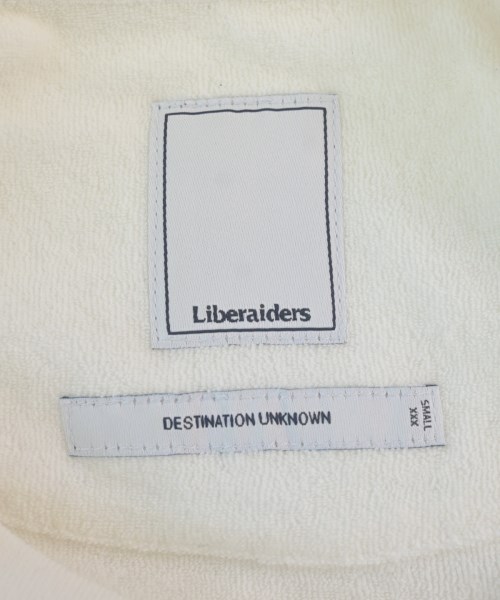 Liberaiders
DESTINATION UNKNOWN
SMALL
XXX